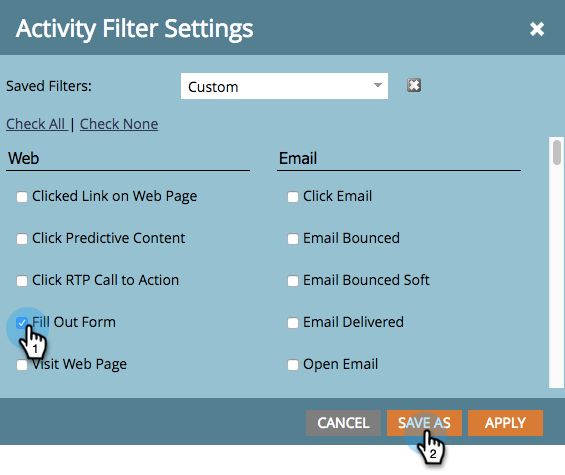 Activity Filter Settings
Saved Filters: Custom
Check All | Check None
Web Email
Clicked Link on Web Page Click Email
Click Predictive Content Email Bounced
Click RTP Call to Action Email Bounced Soft
Fill Out Form Email Delivered
1
Visit Web Page Open Email
CANCEL SAVE AS APPLY
2